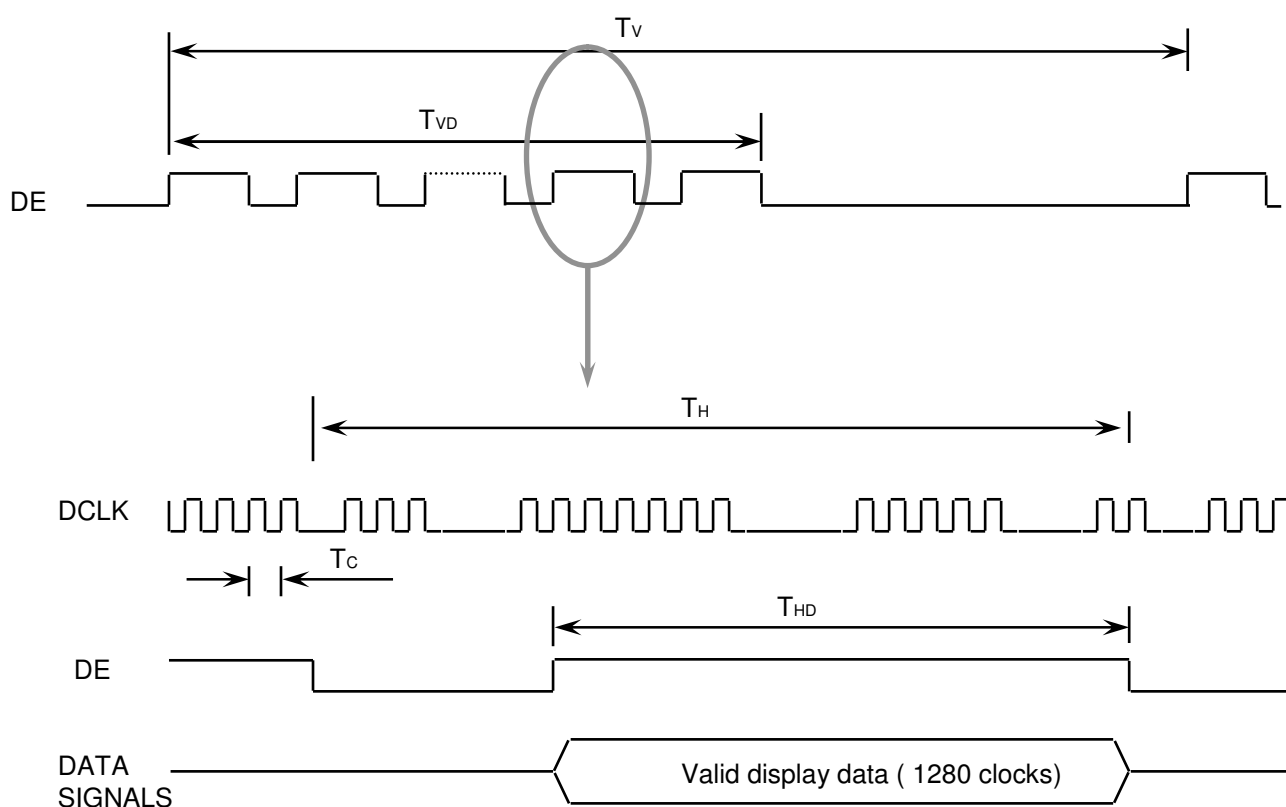 TV
TVD
DE
TH
DCLK
TC
THD
DE
DATA
SIGNALS
Valid display data ( 1280 clocks)